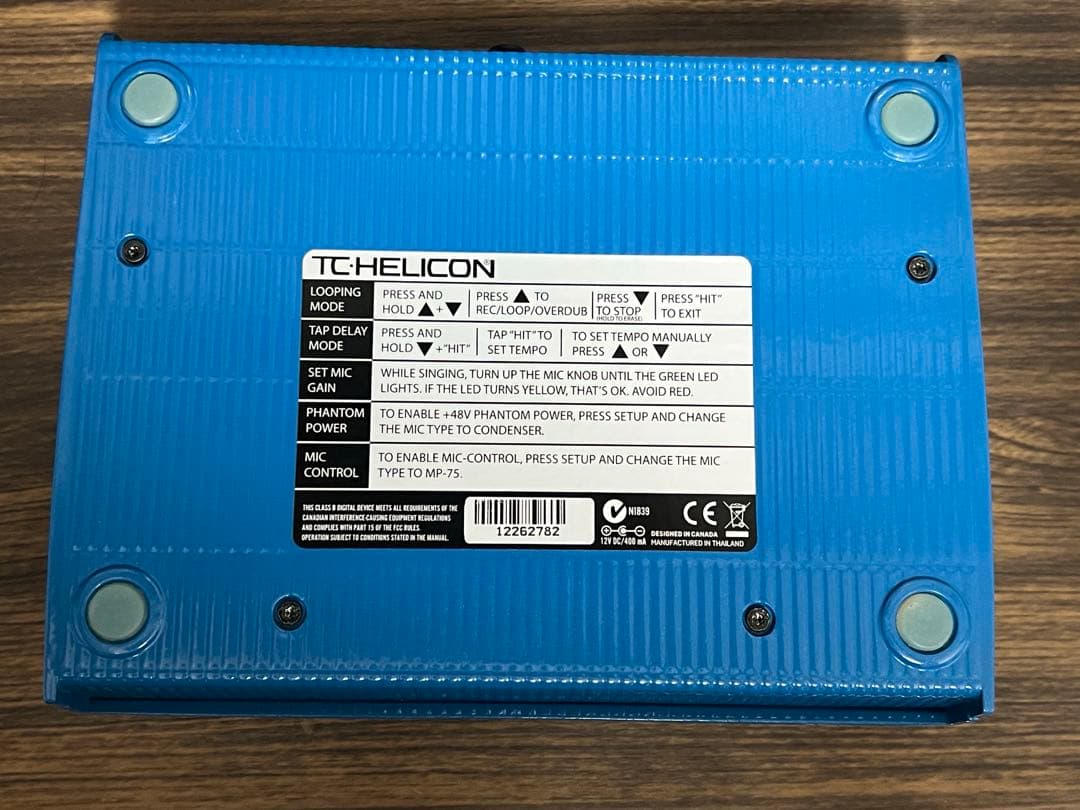 TC·HELICON®
LOOPING MODE
PRESS AND HOLD ▲+▼
PRESS ▲ TO REC/LOOP/OVERDUB
PRESS ▼ TO STOP (HOLD TO ERASE)
PRESS "HIT" TO EXIT
TAP DELAY MODE
PRESS AND HOLD ▼+"HIT"
TAP "HIT" TO SET TEMPO
TO SET TEMPO MANUALLY PRESS ▲ OR ▼
SET MIC GAIN
WHILE SINGING, TURN UP THE MIC KNOB UNTIL THE GREEN LED
LIGHTS. IF THE LED TURNS YELLOW, THAT'S OK. AVOID RED.
PHANTOM POWER
TO ENABLE +48V PHANTOM POWER, PRESS SETUP AND CHANGE
THE MIC TYPE TO CONDENSER.
MIC CONTROL
TO ENABLE MIC-CONTROL, PRESS SETUP AND CHANGE THE MIC
TYPE TO MP-75.
THIS CLASS B DIGITAL DEVICE MEETS ALL REQUIREMENTS OF THE
CANADIAN INTERFERENCE-CAUSING EQUIPMENT REGULATIONS
AND COMPLIES WITH PART 15 OF THE FCC RULES.
OPERATION SUBJECT TO CONDITIONS STATED IN THE MANUAL.
12262782
N1839
12V DC/400 mA
CE
DESIGNED IN CANADA
MANUFACTURED IN THAILAND